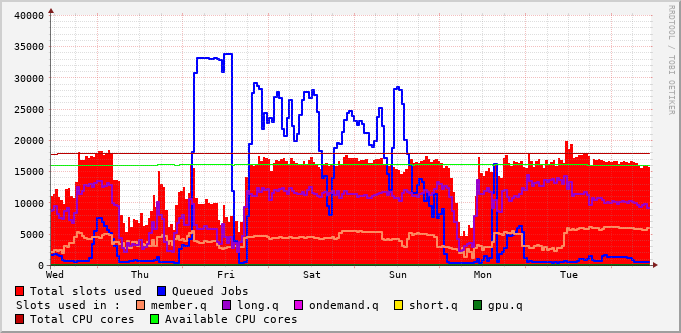 RRDTOOL / TOBI OETIKER
40000
35000
30000
25000
20000
15000
10000
5000
0
Wed Thu Fri Sat Sun Mon Tue
Total slots used Queued Jobs
Slots used in : member.q long.q ondemand.q short.q gpu.q
Total CPU cores Available CPU cores